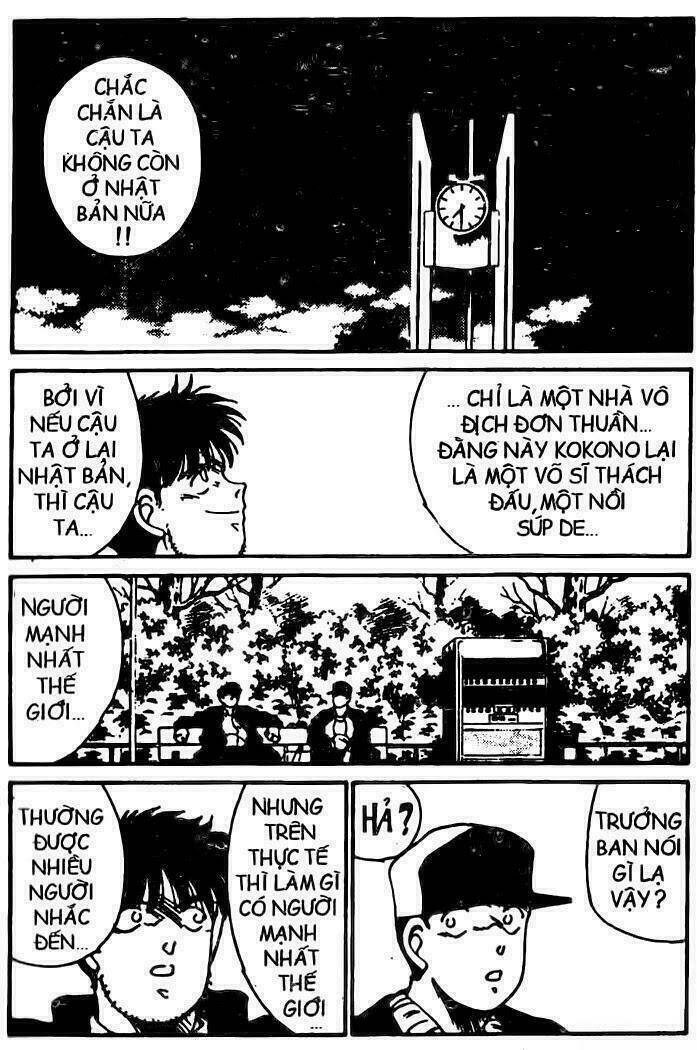 CHẮC
CHẮN LÀ
CẬU TA
KHÔNG CÒN
Ở NHẬT
BẢN NỮA
!!
BỞI VÌ
NẾU CẬU
TA Ở LẠI
NHẬT BẢN,
THÌ CẬU
TA...
... CHỈ LÀ MỘT NHÀ VÔ
ĐỊCH ĐƠN THUẦN...
ĐẰNG NÀY KOKONO LẠI
LÀ MỘT VÕ SĨ THÁCH
ĐẤU, MỘT NỒI
SÚP DE...
NGƯỜI
MẠNH
NHẤT
THẾ
GIỚI...
THƯỜNG
ĐƯỢC
NHIỀU
NGƯỜI
NHẮC
ĐẾN...
NHƯNG TRÊN
THỰC TẾ
THÌ LÀM GÌ
CÓ NGƯỜI
MẠNH
NHẤT
THẾ
GIỚI
...
HẢ?
TRƯỞNG
BAN NÓI
GÌ LẠ
VẬY?